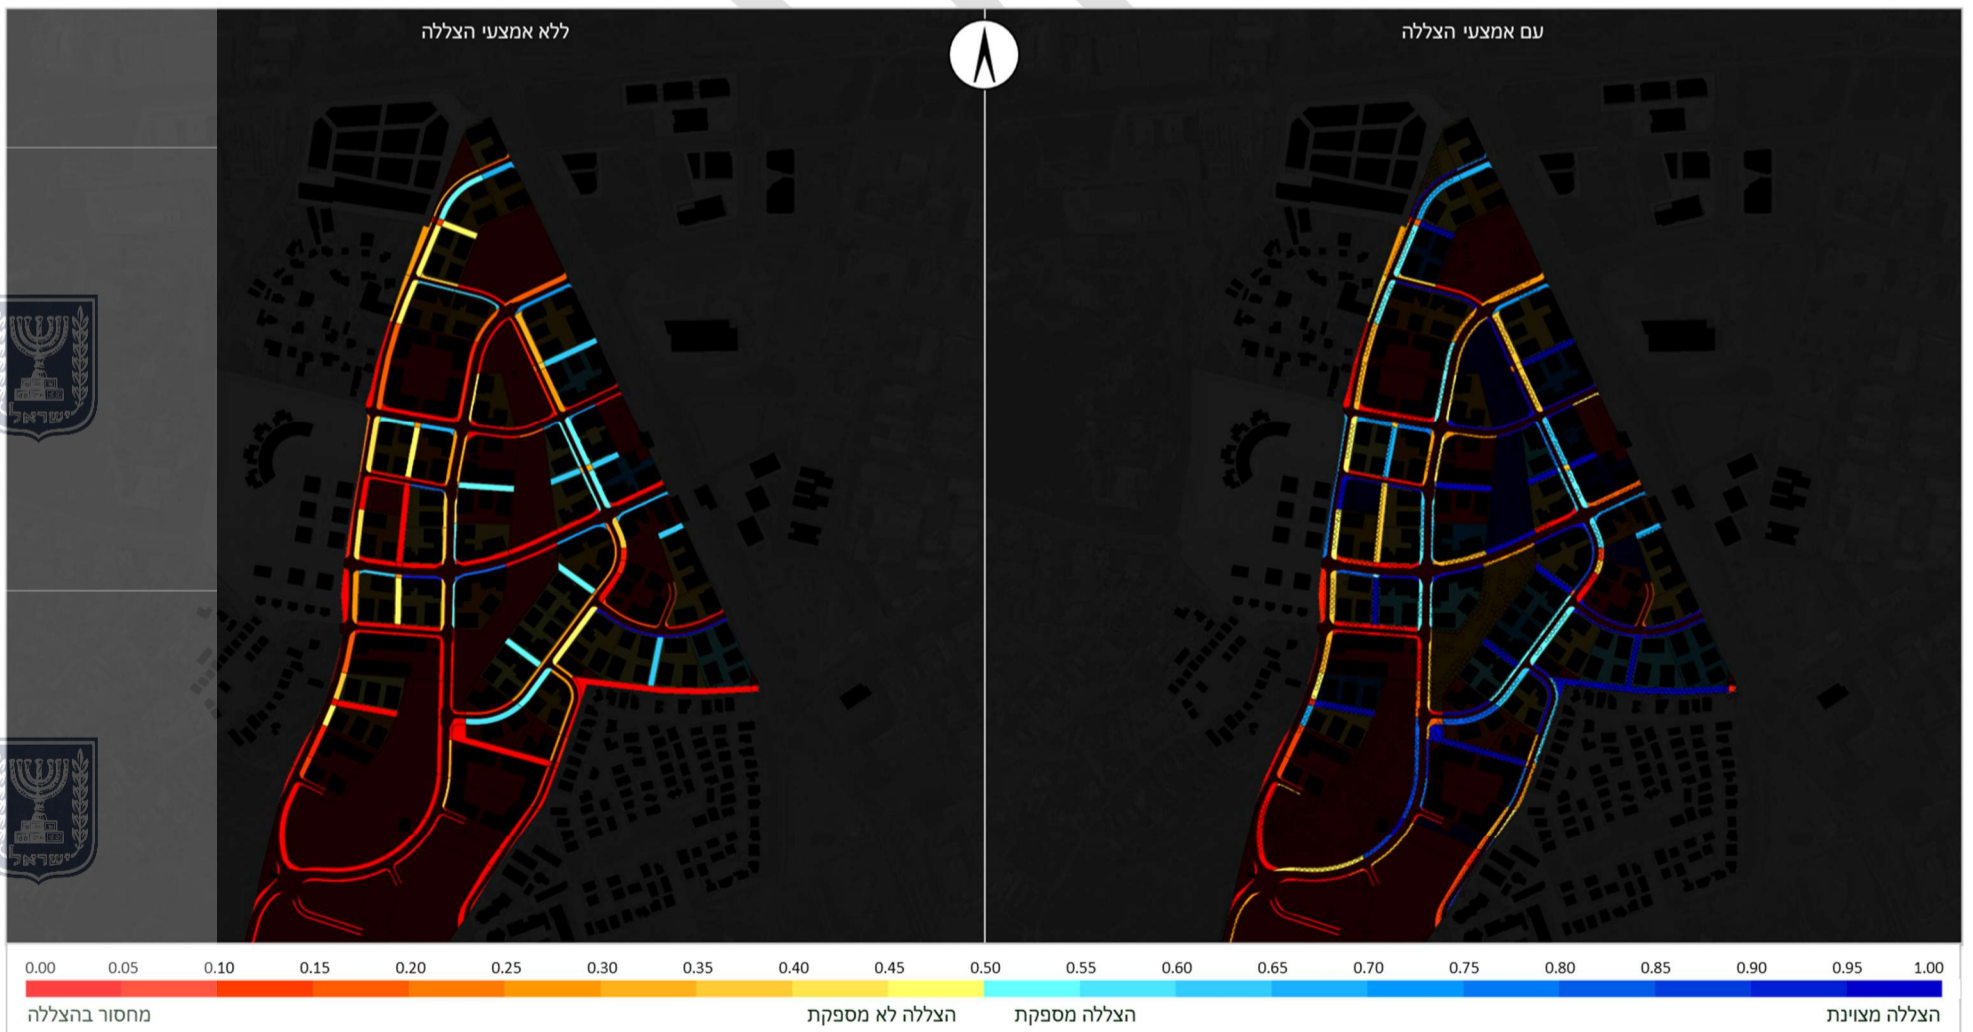 עם אמצעי הצללה
ללא אמצעי הצללה
ישראל
ישראל
0.00 0.05 0.10 0.15 0.20 0.25 0.30 0.35 0.40 0.45 0.50 0.55 0.60 0.65 0.70 0.75 0.80 0.85 0.90 0.95 1.00
מחסור בהצללה
הצללה לא מספקת
הצללה מספקת
הצללה מצוינת